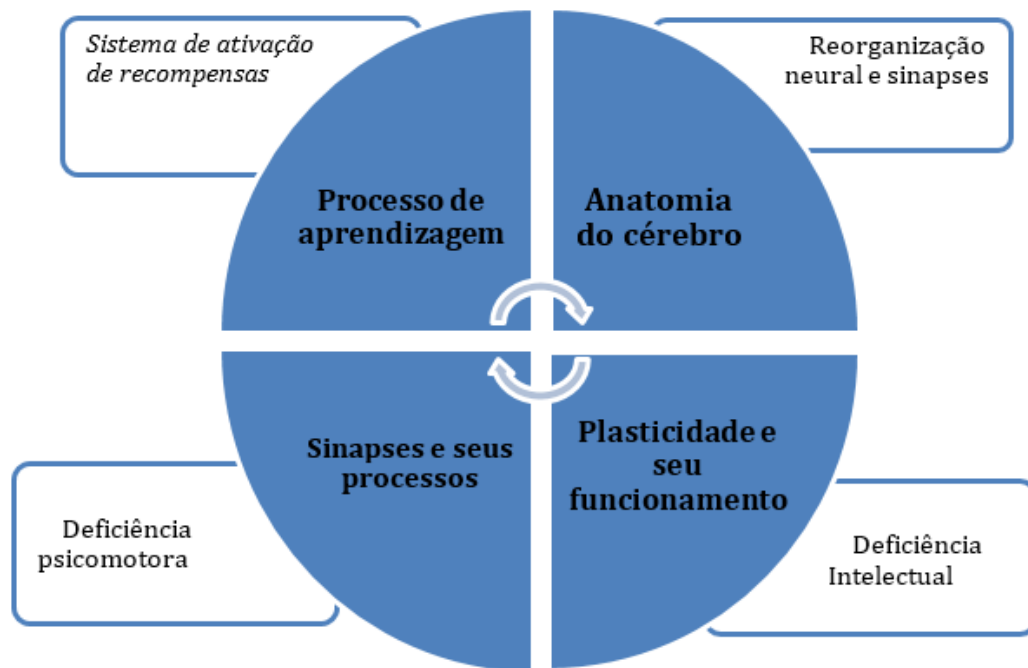 Sistema de ativação
de recompensas
Reorganização
neural e sinapses
Processo de
aprendizagem
Anatomia
do cérebro
Sinapses e seus
processos
Plasticidade e
seu
funcionamento
Deficiência
psicomotora
Deficiência
Intelectual